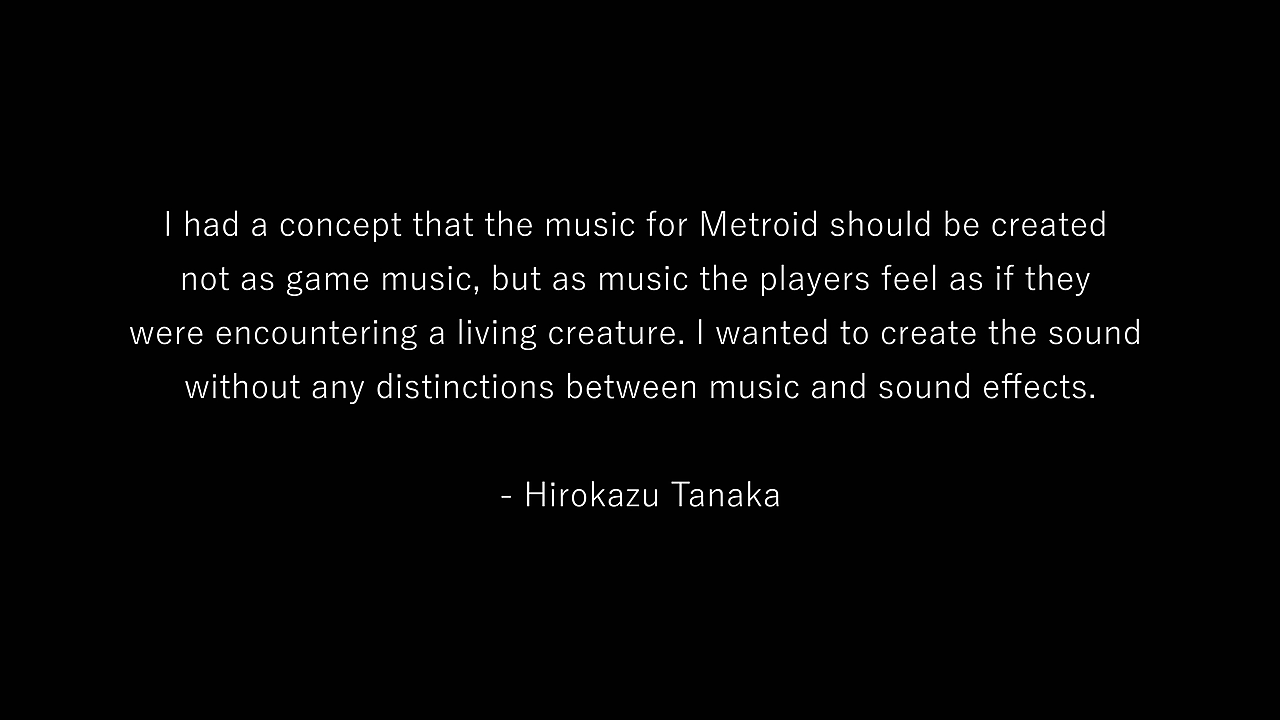 I had a concept that the music for Metroid should be created
not as game music, but as music the players feel as if they
were encountering a living creature. I wanted to create the sound
without any distinctions between music and sound effects.
- Hirokazu Tanaka